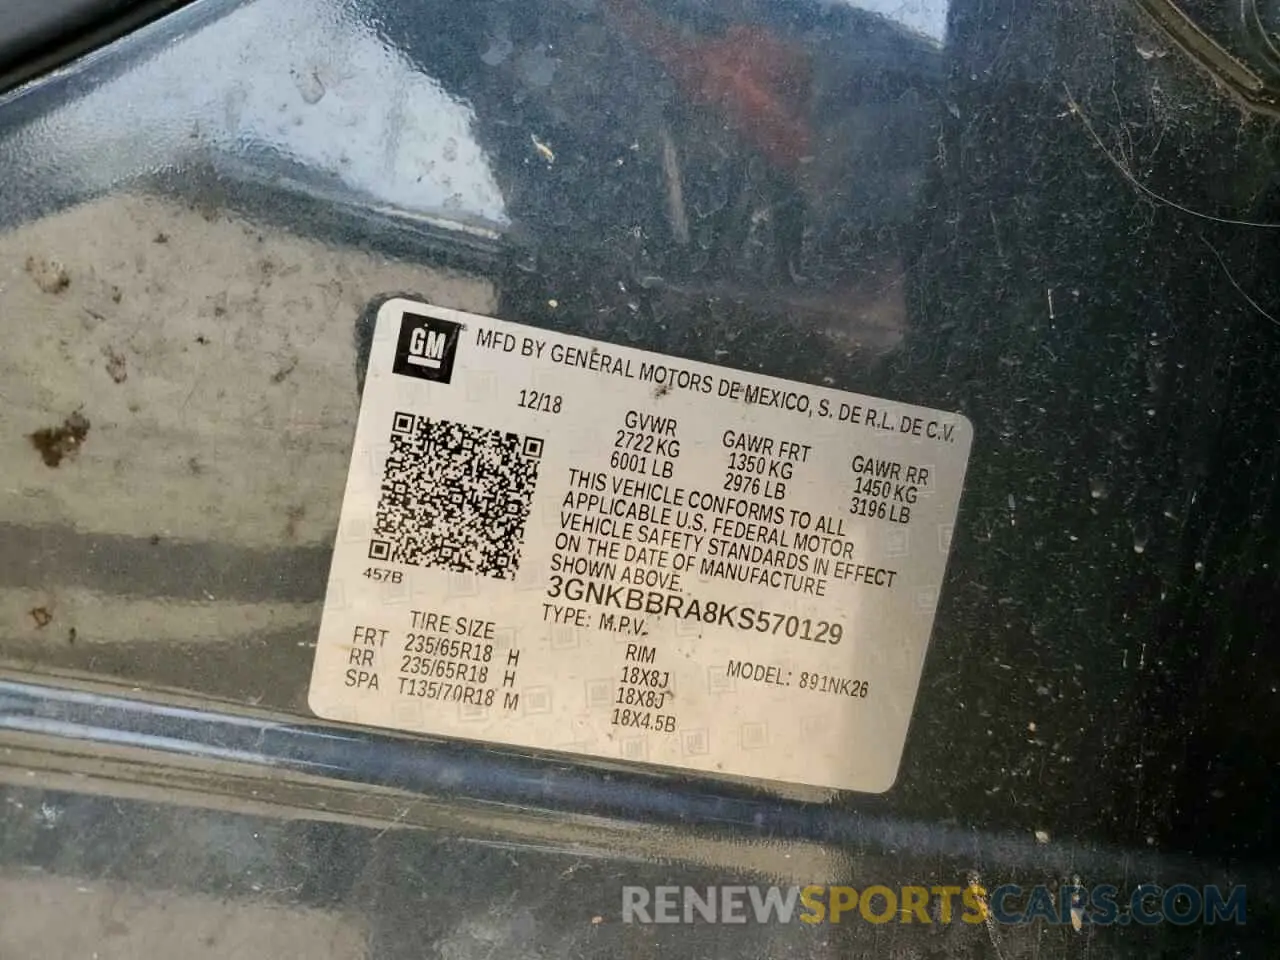 GM
MFD BY GENERAL MOTORS DE MEXICO, S. DE R.L. DE C.V.
12/18
GVWR
2722 KG
6001 LB
GAWR FRT
1350 KG
2976 LB
GAWR RR
1450 KG
3196 LB
THIS VEHICLE CONFORMS TO ALL
APPLICABLE U.S. FEDERAL MOTOR
VEHICLE SAFETY STANDARDS IN EFFECT
ON THE DATE OF MANUFACTURE
SHOWN ABOVE.
457B
3GNKBBRA8KS570129
TYPE: M.P.V.
MODEL: 891NK26
TIRE SIZE
RIM
FRT 235/65R18 H 18X8J
RR 235/65R18 H 18X8J
SPA T135/70R18 M 18X4.5B
RENEWSPORTSCARS.COM